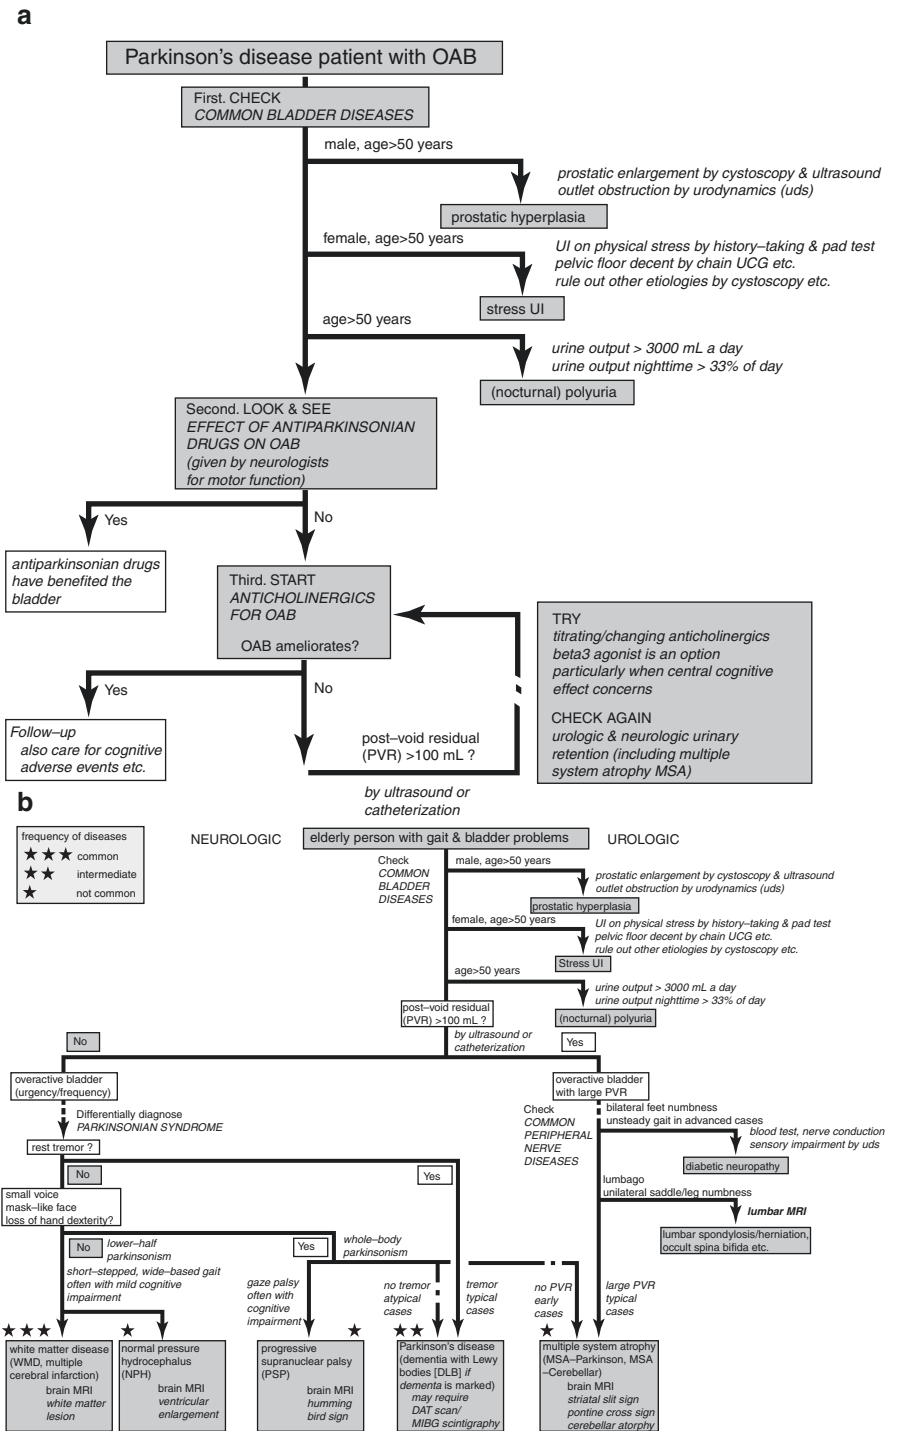 a
Parkinson's disease patient with OAB
First. CHECK
COMMON BLADDER DISEASES
male, age>50 years
prostatic enlargement by cystoscopy & ultrasound
outlet obstruction by urodynamics (uds)
prostatic hyperplasia
female, age>50 years
UI on physical stress by history–taking & pad test
pelvic floor decent by chain UCG etc.
rule out other etiologies by cystoscopy etc.
stress UI
age>50 years
urine output > 3000 mL a day
urine output nighttime > 33% of day
(nocturnal) polyuria
Second. LOOK & SEE
EFFECT OF ANTIPARKINSONIAN
DRUGS ON OAB
(given by neurologists
for motor function)
Yes
No
antiparkinsonian drugs
have benefited the
bladder
Third. START
ANTICHOLINERGICS
FOR OAB
OAB ameliorates?
Yes
No
Follow–up
also care for cognitive
adverse events etc.
post–void residual
(PVR) >100 mL ?
by ultrasound or
catheterization
TRY
titrating/changing anticholinergics
beta3 agonist is an option
particularly when central cognitive
effect concerns
CHECK AGAIN
urologic & neurologic urinary
retention (including multiple
system atrophy MSA)
b
frequency of diseases
★★★ common
★★ intermediate
★ not common
NEUROLOGIC
elderly person with gait & bladder problems
UROLOGIC
Check
COMMON
BLADDER
DISEASES
male, age>50 years
prostatic enlargement by cystoscopy & ultrasound
outlet obstruction by urodynamics (uds)
prostatic hyperplasia
female, age>50 years
UI on physical stress by history–taking & pad test
pelvic floor decent by chain UCG etc.
rule out other etiologies by cystoscopy etc.
Stress UI
age>50 years
urine output > 3000 mL a day
urine output nighttime > 33% of day
(nocturnal) polyuria
post–void residual
(PVR) >100 mL ?
by ultrasound or
catheterization
No
Yes
overactive bladder
(urgency/frequency)
Differentially diagnose
PARKINSONIAN SYNDROME
rest tremor ?
No
Yes
small voice
mask–like face
loss of hand dexterity?
No
lower–half
parkinsonism
short–stepped, wide–based gait
often with mild cognitive
impairment
Yes
whole–body
parkinsonism
gaze palsy
often with
cognitive
impairment
no tremor
atypical
cases
tremor
typical
cases
overactive bladder
with large PVR
Check
COMMON
PERIPHERAL
NERVE
DISEASES
bilateral feet numbness
unsteady gait in advanced cases
blood test, nerve conduction
sensory impairment by uds
diabetic neuropathy
lumbago
unilateral saddle/leg numbness
lumbar MRI
lumbar spondylosis/herniation,
occult spina bifida etc.
no PVR
early
cases
large PVR
typical
cases
★★★
white matter disease
(WMD, multiple
cerebral infarction)
brain MRI
white matter
lesion
★
normal pressure
hydrocephalus
(NPH)
brain MRI
ventricular
enlargement
★
progressive
supranuclear palsy
(PSP)
brain MRI
humming
bird sign
★★
Parkinson's disease
(dementia with Lewy
bodies [DLB] if
dementa is marked)
may require
DAT scan/
MIBG scintigraphy
★
multiple system atrophy
(MSA–Parkinson, MSA
–Cerebellar)
brain MRI
striatal slit sign
pontine cross sign
cerebellar atorphy